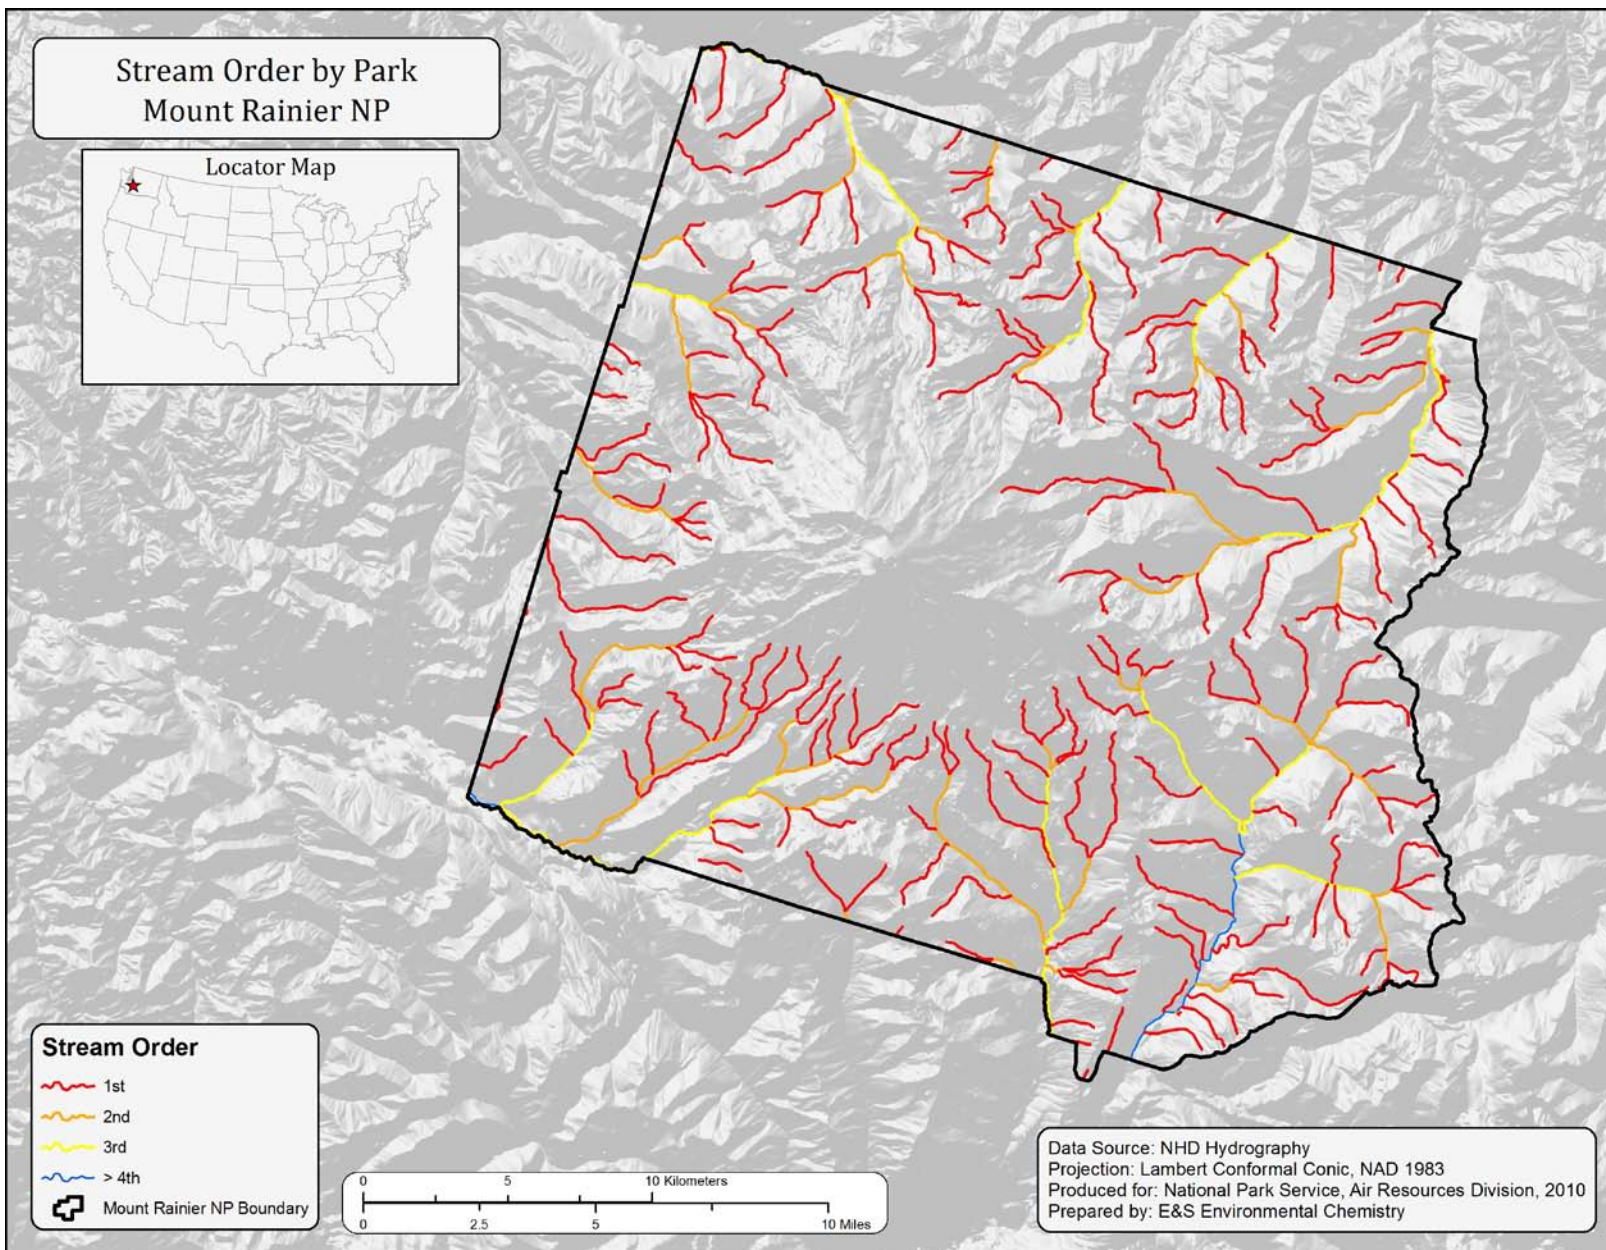 Stream Order by Park
Mount Rainier NP
Locator Map
Stream Order
1st
2nd
3rd
> 4th
Mount Rainier NP Boundary
0 5 10 Kilometers
0 2.5 5 10 Miles
Data Source: NHD Hydrography
Projection: Lambert Conformal Conic, NAD 1983
Produced for: National Park Service, Air Resources Division, 2010
Prepared by: E&S Environmental Chemistry